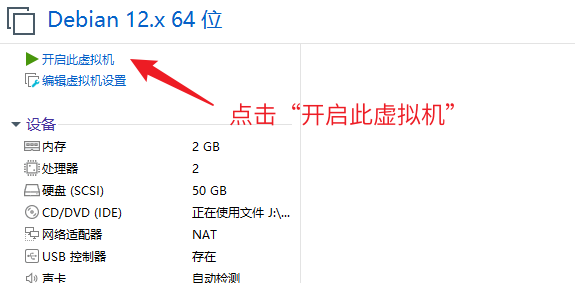 Debian 12.x 64 位
开启此虚拟机
编辑虚拟机设置
点击“开启此虚拟机”
设备
内存 2 GB
处理器 2
硬盘 (SCSI) 50 GB
CD/DVD (IDE) 正在使用文件 J:\...
网络适配器 NAT
USB 控制器 存在
声卡 自动检测